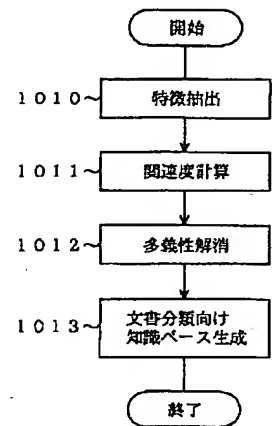 開始
1010 特徴抽出
1011 関連度計算
1012 多義性解消
1013 文書分類向け
知識ベース生成
終了